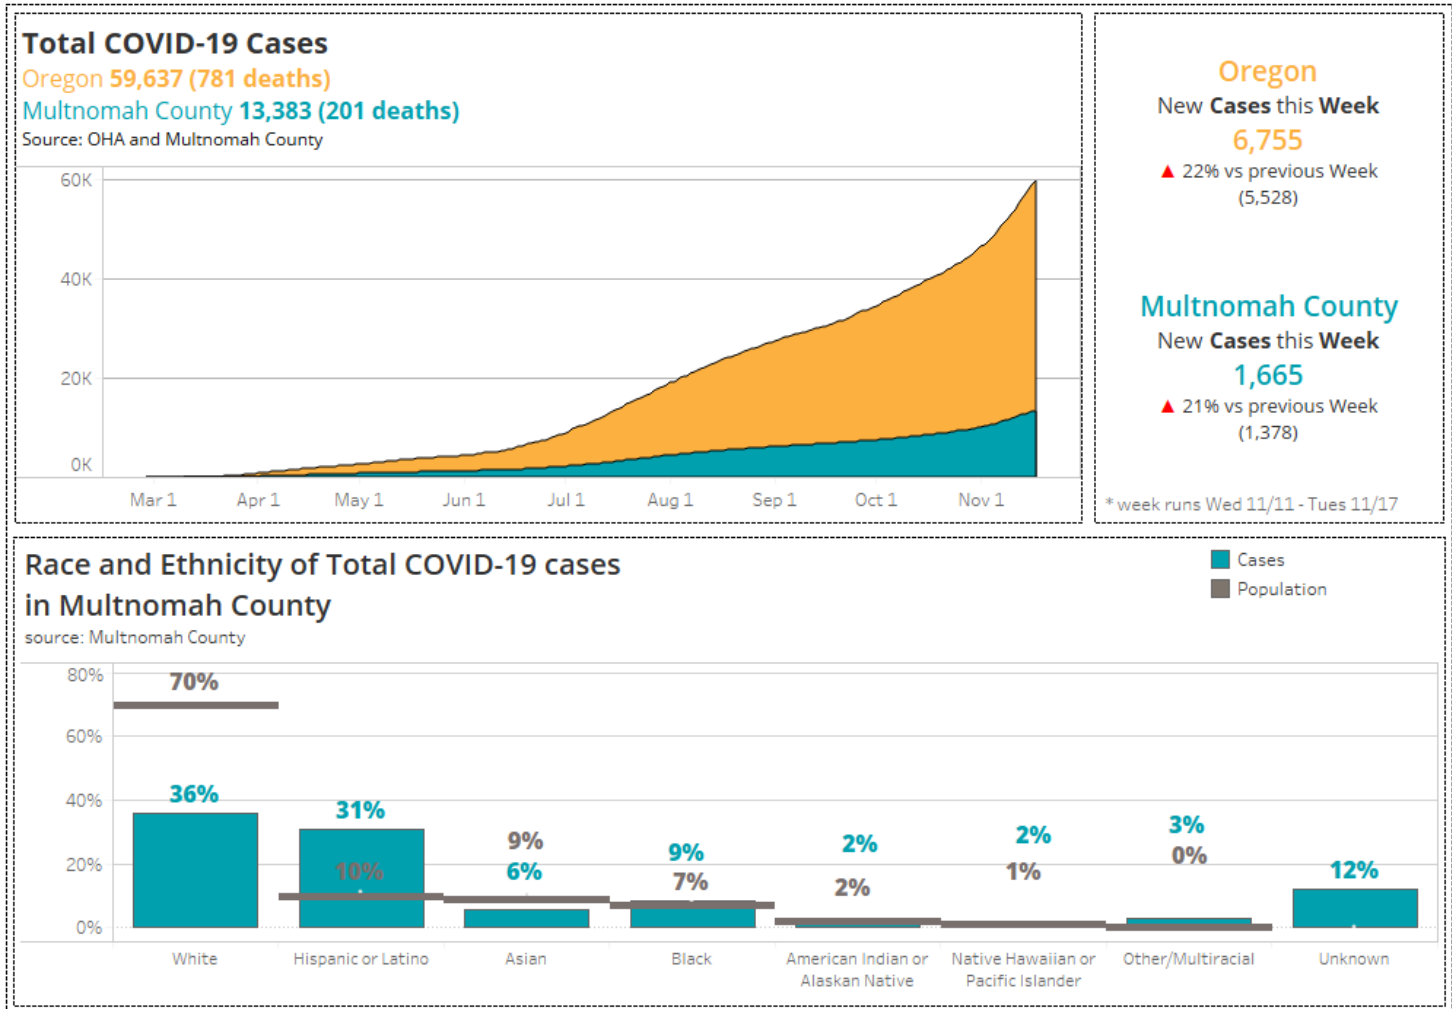 Total COVID-19 Cases
Oregon 59,637 (781 deaths)
Multnomah County 13,383 (201 deaths)
Source: OHA and Multnomah County
60K
40K
20K
0K
Mar 1
Apr 1
May 1
Jun 1
Jul 1
Aug 1
Sep 1
Oct 1
Nov 1
Oregon
New Cases this Week
6,755
▲ 22% vs previous Week
(5,528)
Multnomah County
New Cases this Week
1,665
▲ 21% vs previous Week
(1,378)
* week runs Wed 11/11 - Tues 11/17
Race and Ethnicity of Total COVID-19 cases
in Multnomah County
source: Multnomah County
Cases
Population
80%
60%
40%
20%
0%
70%
36%
31%
10%
9%
6%
9%
7%
2%
2%
2%
1%
3%
0%
12%
White
Hispanic or Latino
Asian
Black
American Indian or
Alaskan Native
Native Hawaiian or
Pacific Islander
Other/Multiracial
Unknown